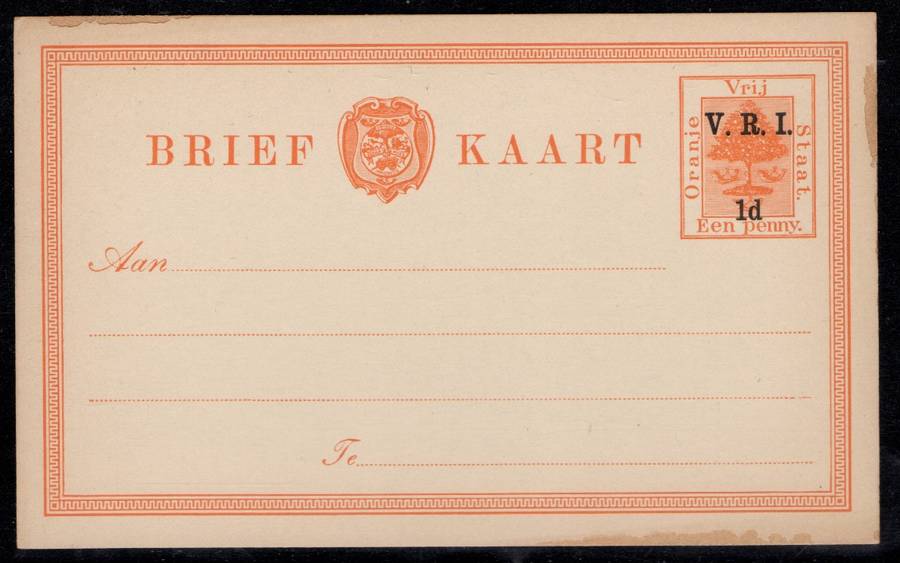 BRIEF KAART
Vrij
Oranje
Staat.
V. R. I.
1d
Een penny.
Aan
Te